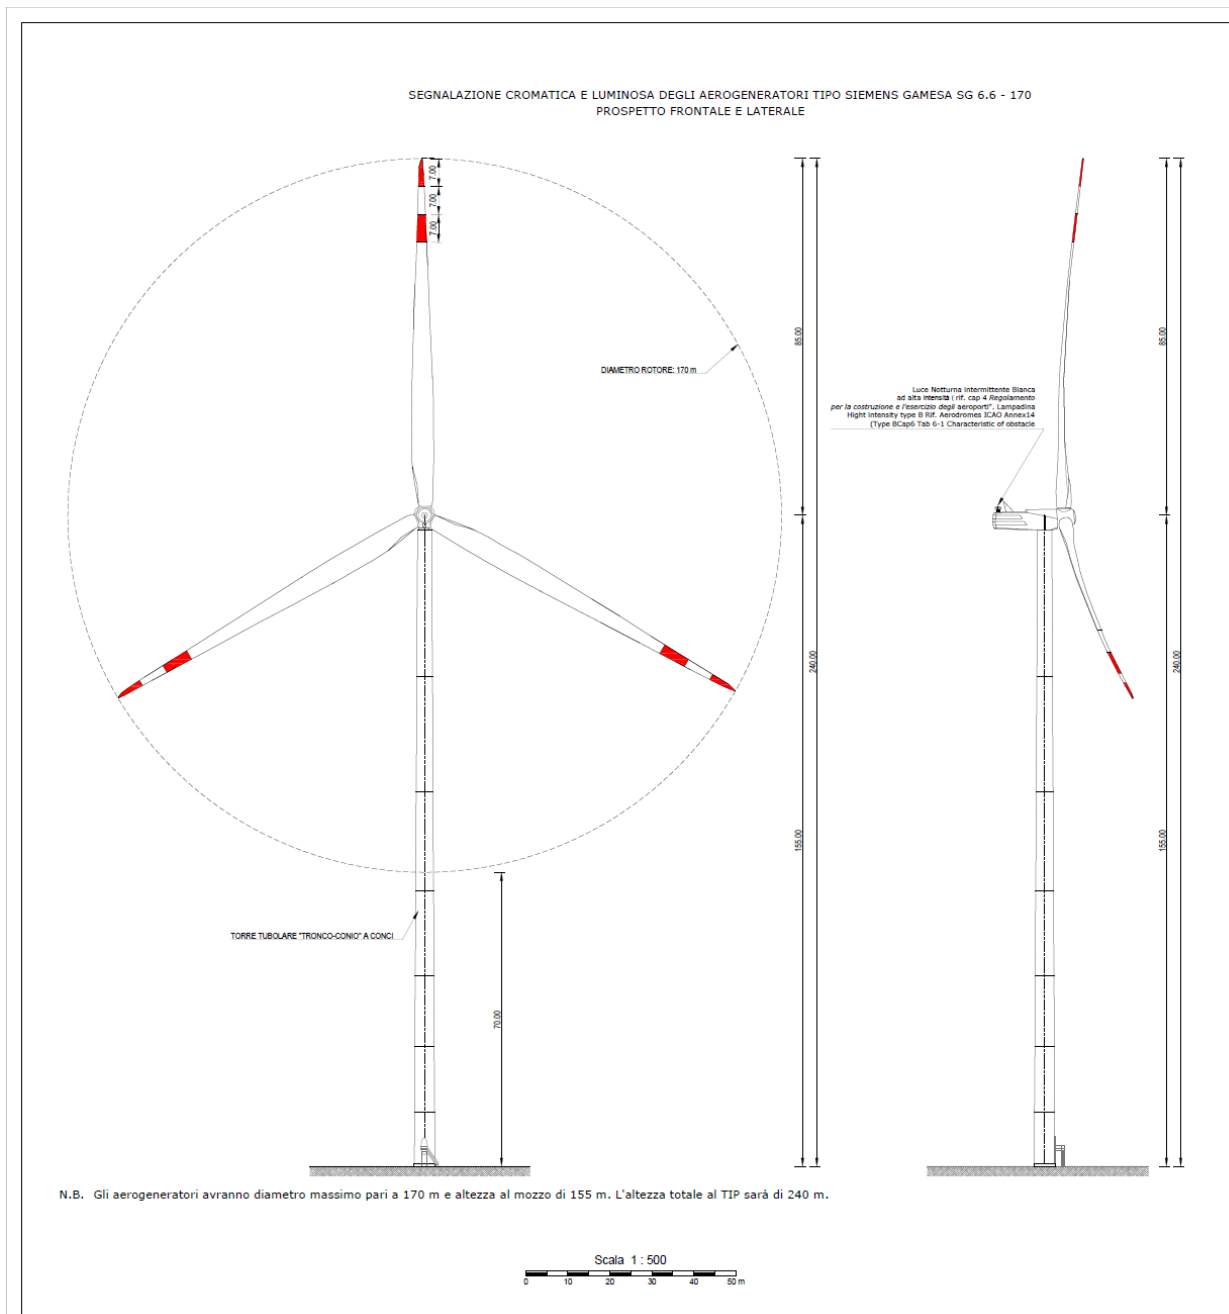 SEGNALAZIONE CROMATICA E LUMINOSA DEGLI AEROGENERATORI TIPO SIEMENS GAMESA SG 6.6 - 170
PROSPETTO FRONTALE E LATERALE
7.00
7.00
7.00
85.00
85.00
DIAMETRO ROTORE: 170 m
Luce Notturna Intermittente Bianca
ad alta intensità ( rif. cap 4 Regolamento
per la costruzione e l'esercizio degli aeroporti". Lampadina
Hight intensity type B Rif. Aerodromes ICAO Annex14
(Type BCap6 Tab 6-1 Characteristic of obstacle
240.00
240.00
155.00
155.00
TORRE TUBOLARE "TRONCO-CONIO" A CONCI
70.00
N.B. Gli aerogeneratori avranno diametro massimo pari a 170 m e altezza al mozzo di 155 m. L'altezza totale al TIP sarà di 240 m.
Scala 1 : 500
0 10 20 30 40 50 m